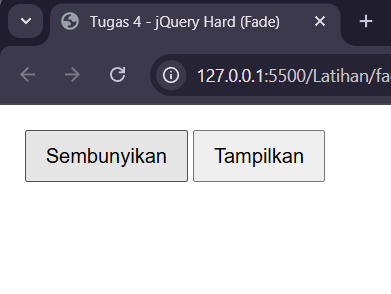 Tugas 4 - jQuery Hard (Fade)
127.0.0.1:5500/Latihan/fa
Sembunyikan Tampilkan